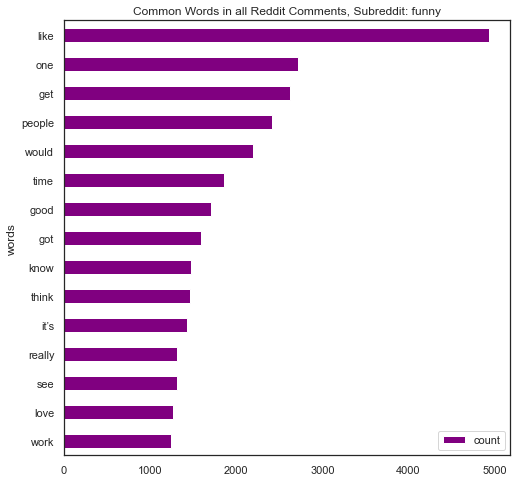 Common Words in all Reddit Comments, Subreddit: funny
words
like
one
get
people
would
time
good
got
know
think
it's
really
see
love
work
count
0 1000 2000 3000 4000 5000